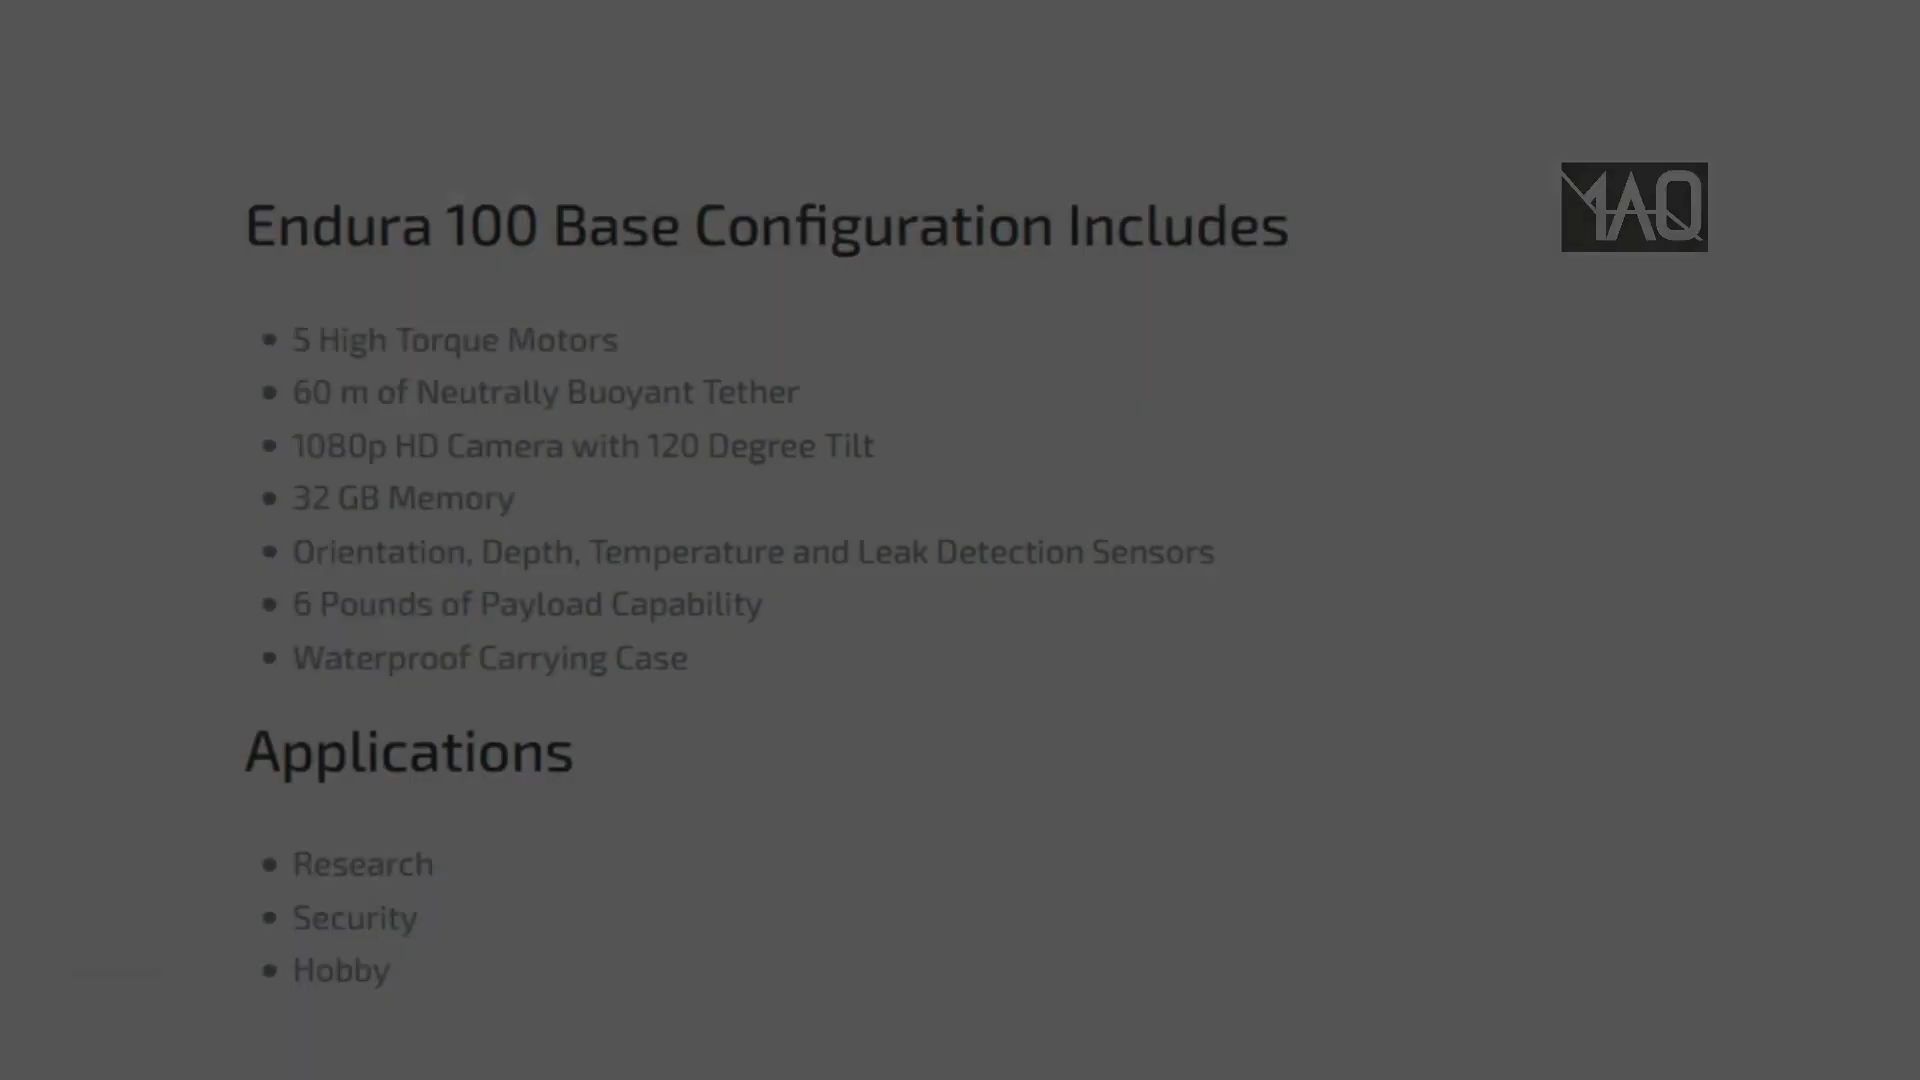 Endura 100 Base Configuration Includes
MAQ
• 5 High Torque Motors
• 60 m of Neutrally Buoyant Tether
• 1080p HD Camera with 120 Degree Tilt
• 32 GB Memory
• Orientation, Depth, Temperature and Leak Detection Sensors
• 6 Pounds of Payload Capability
• Waterproof Carrying Case
Applications
• Research
• Security
• Hobby